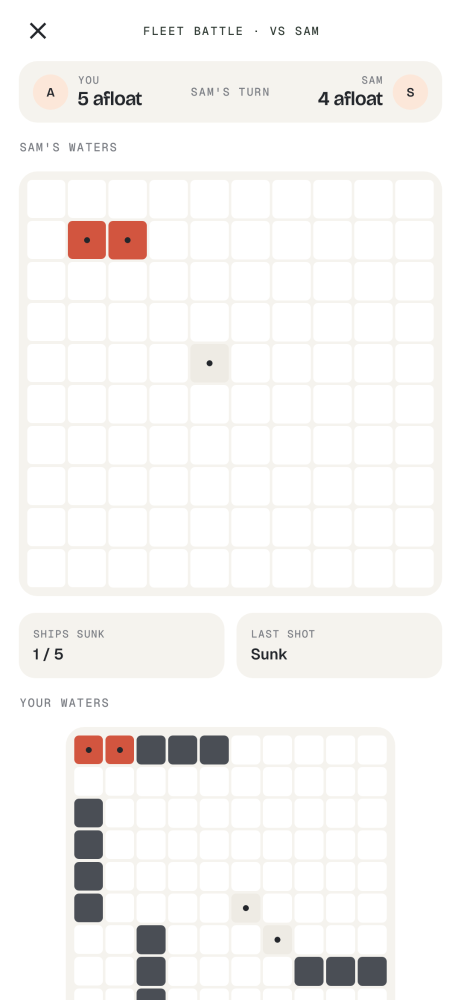 FLEET BATTLE · VS SAM
A
YOU
5 afloat
SAM'S TURN
SAM
4 afloat
S
SAM'S WATERS
SHIPS SUNK
1 / 5
LAST SHOT
Sunk
YOUR WATERS